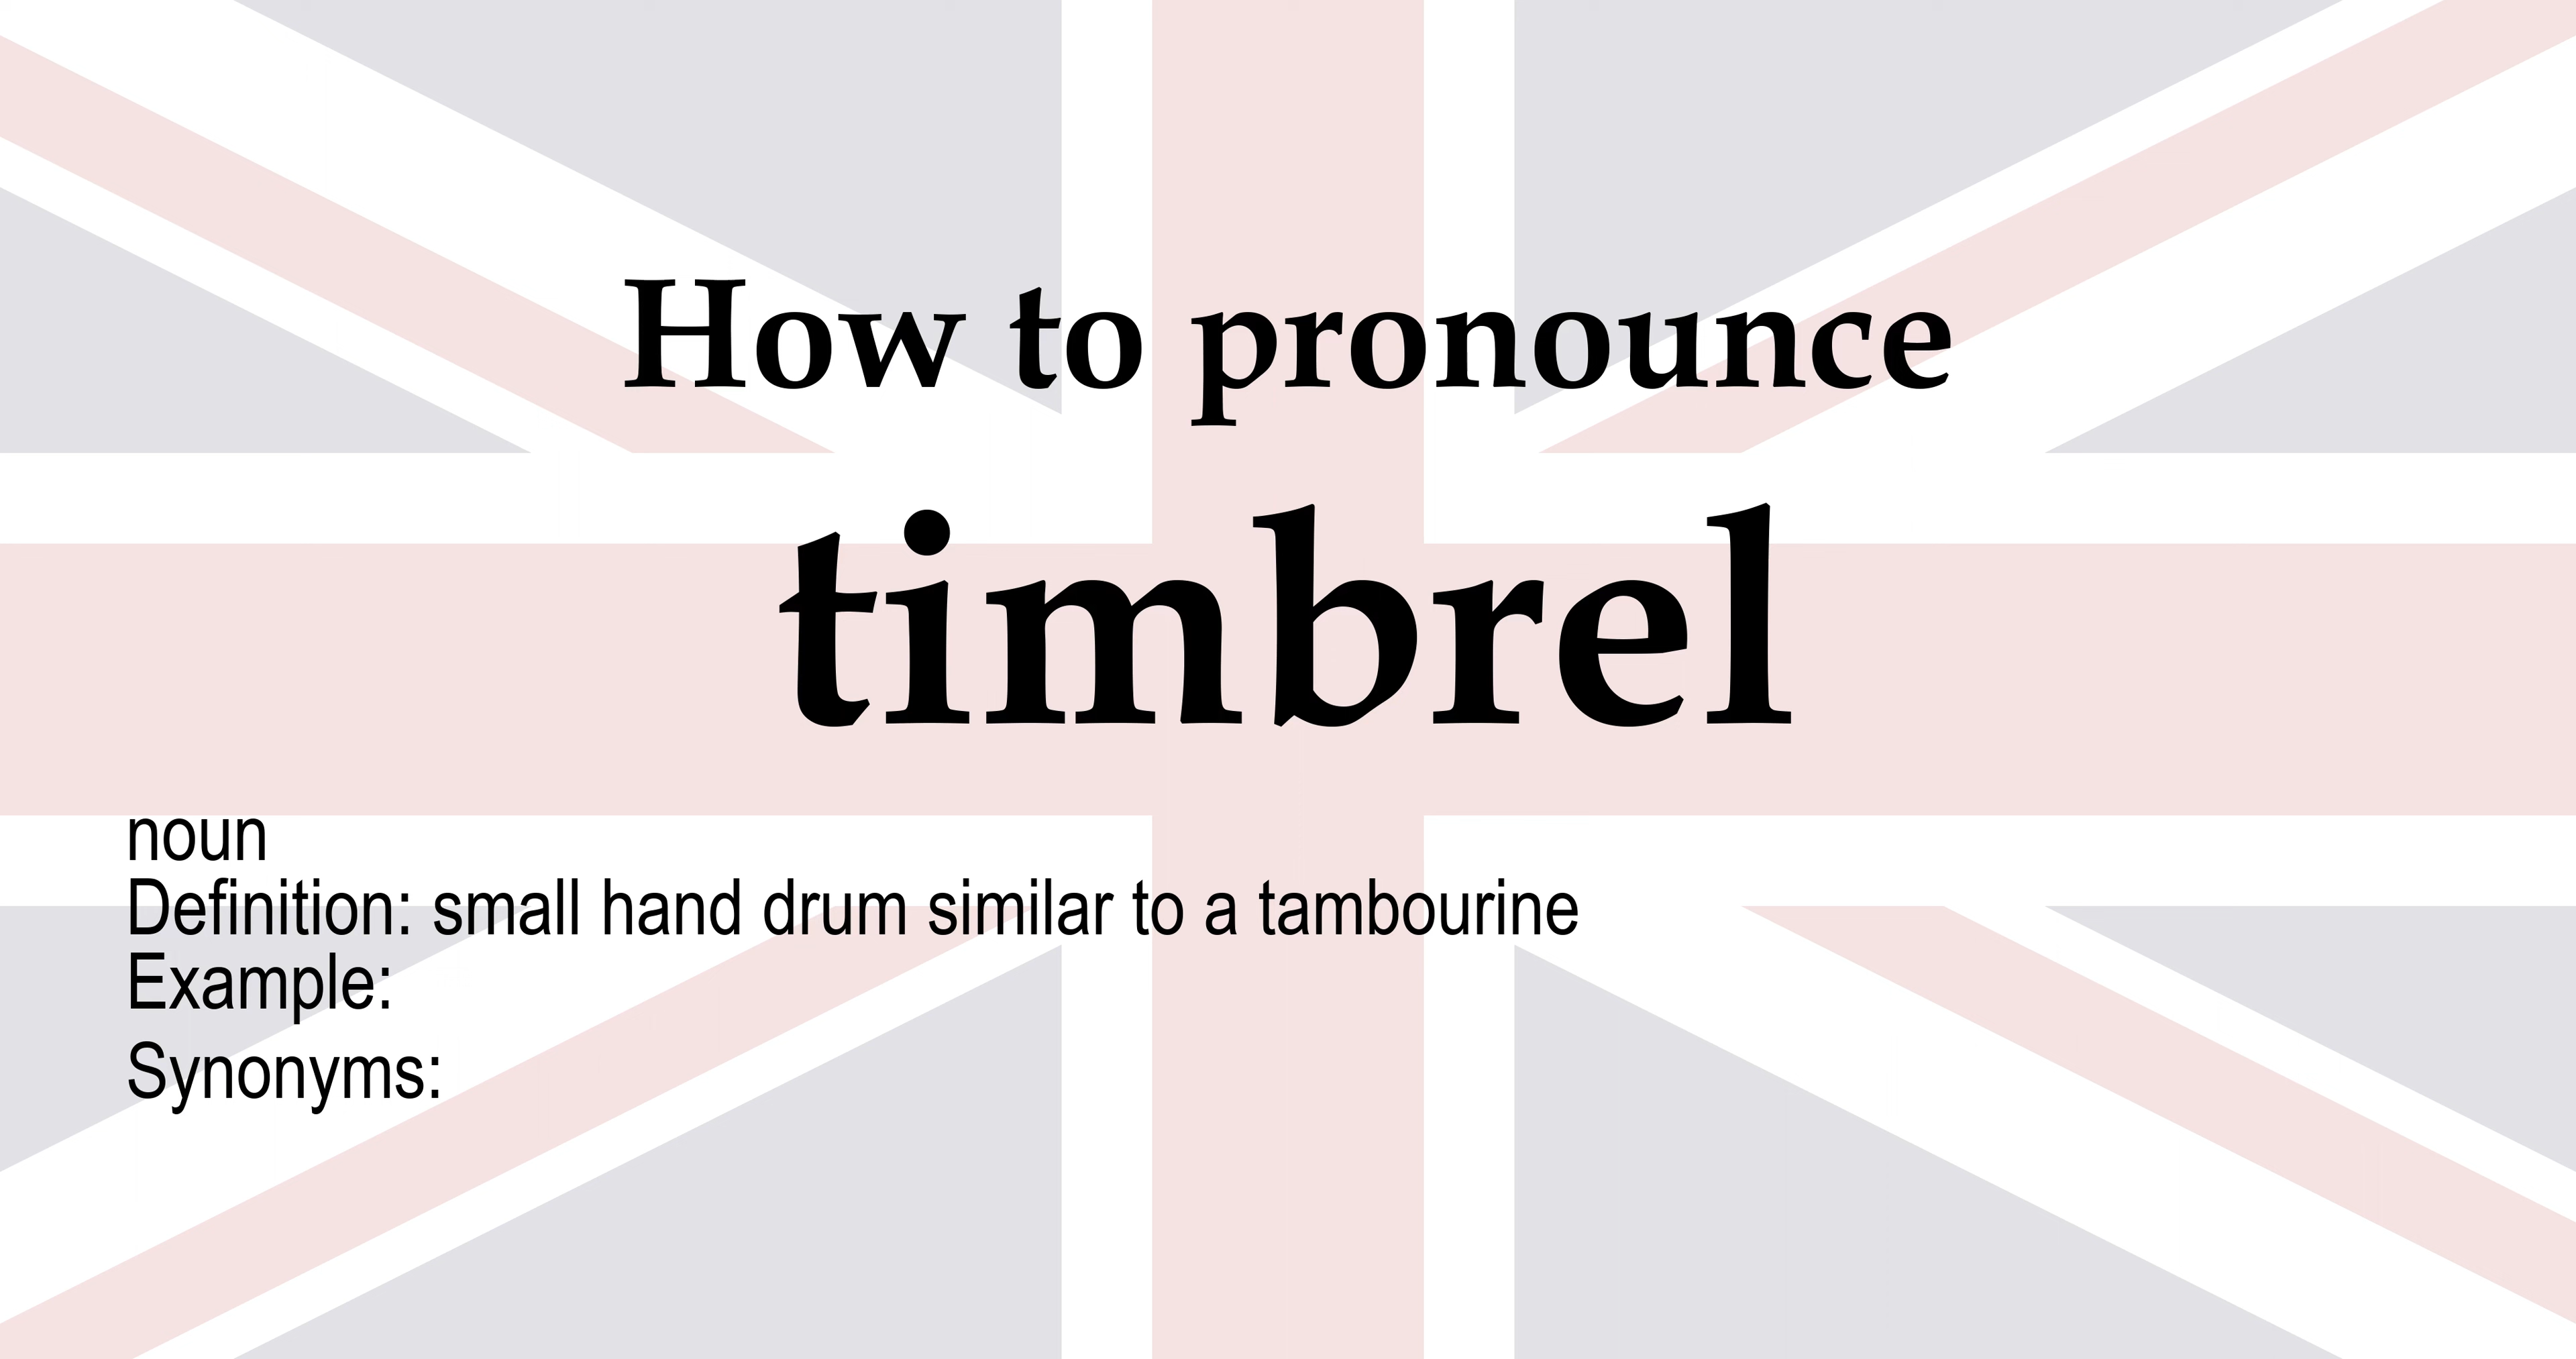 How to pronounce
timbrel
noun
Definition: small hand drum similar to a tambourine
Example:
Synonyms: